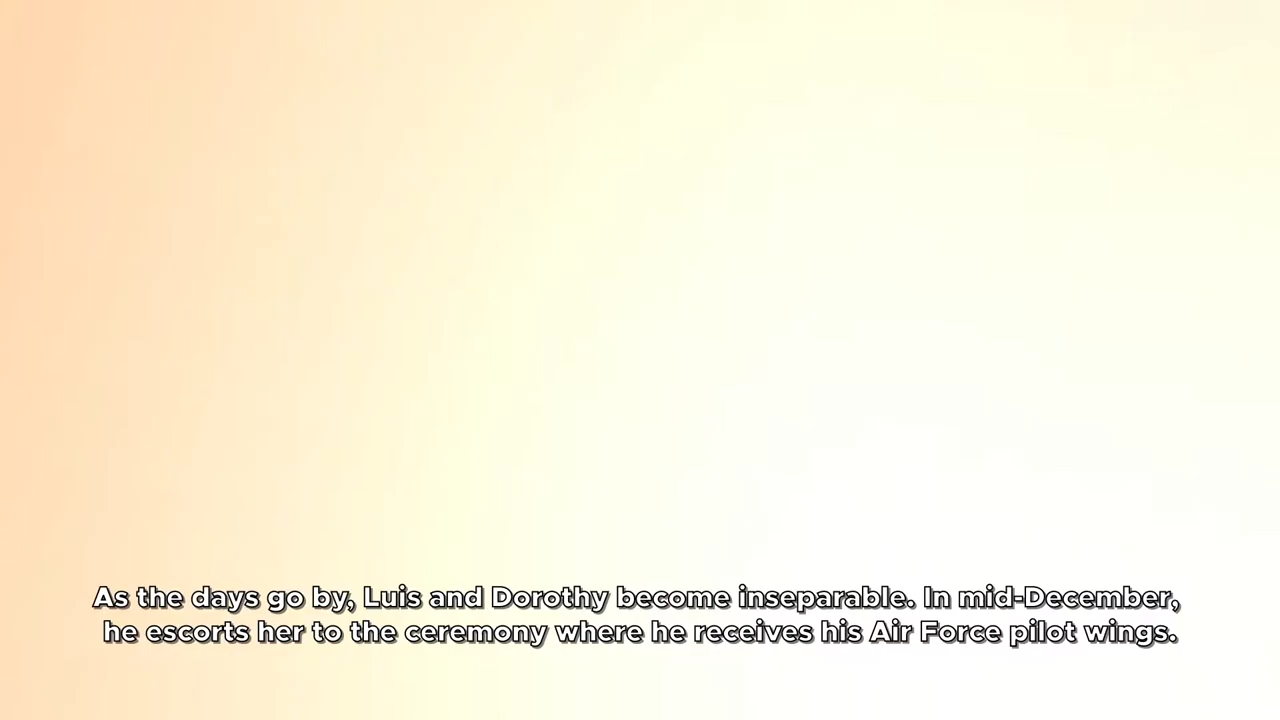 As the days go by, Luis and Dorothy become inseparable. In mid-December,
he escorts her to the ceremony where he receives his Air Force pilot wings.